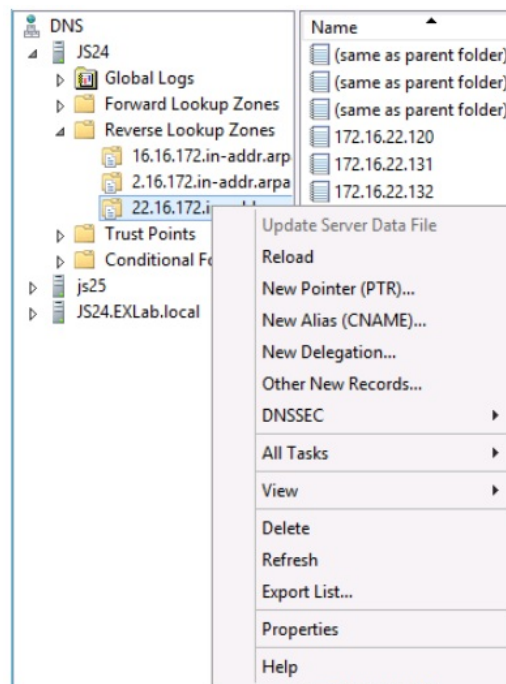 DNS
JS24
Global Logs
Forward Lookup Zones
Reverse Lookup Zones
16.16.172.in-addr.arp
2.16.172.in-addr.arpa
22.16.172.i
Trust Points
Conditional Fo
js25
JS24.EXLab.local
Name
(same as parent folder)
(same as parent folder)
(same as parent folder)
172.16.22.120
172.16.22.131
172.16.22.132
Update Server Data File
Reload
New Pointer (PTR)...
New Alias (CNAME)...
New Delegation...
Other New Records...
DNSSEC
All Tasks
View
Delete
Refresh
Export List...
Properties
Help